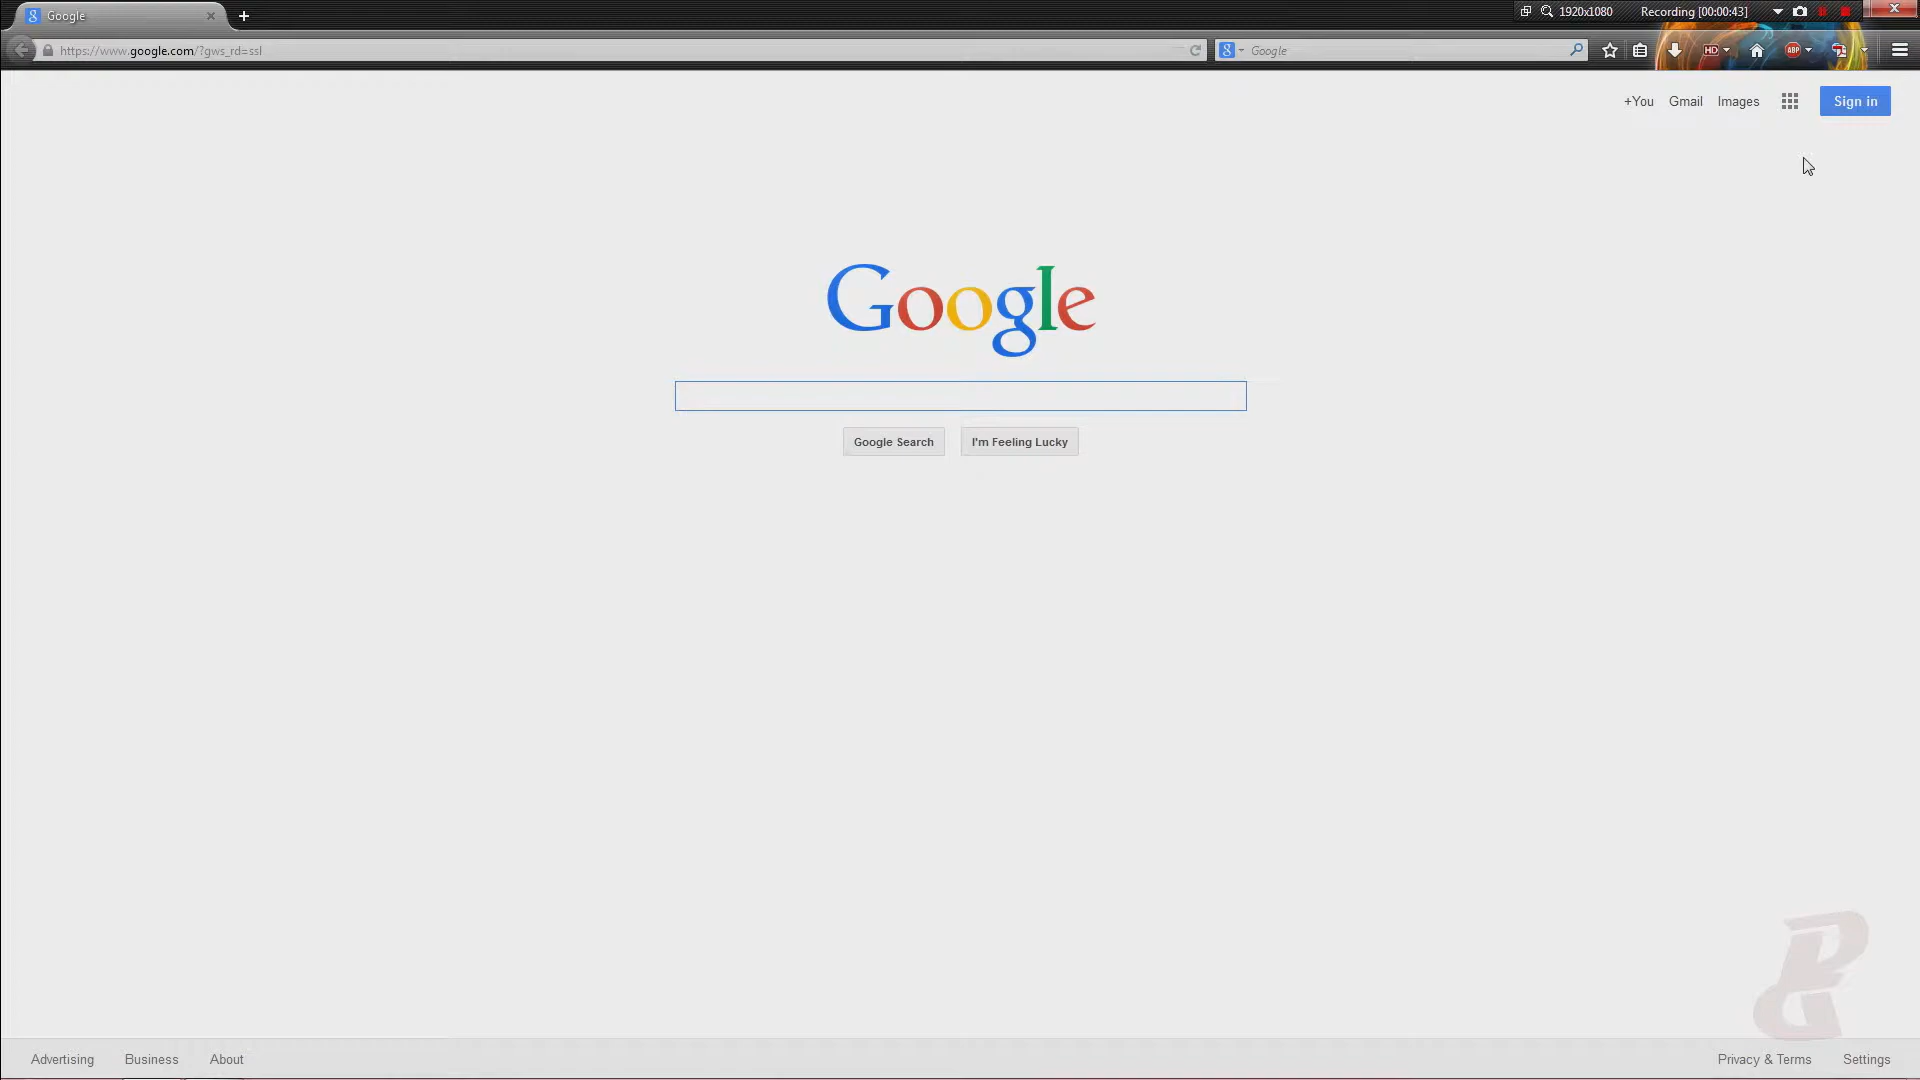 Google
1920x1080 Recording [00:00:43]
https://www.google.com/?gws_rd=ssl
Google
HD
ABP
+You Gmail Images Sign in
Google
Google Search I'm Feeling Lucky
Advertising Business About Privacy & Terms Settings